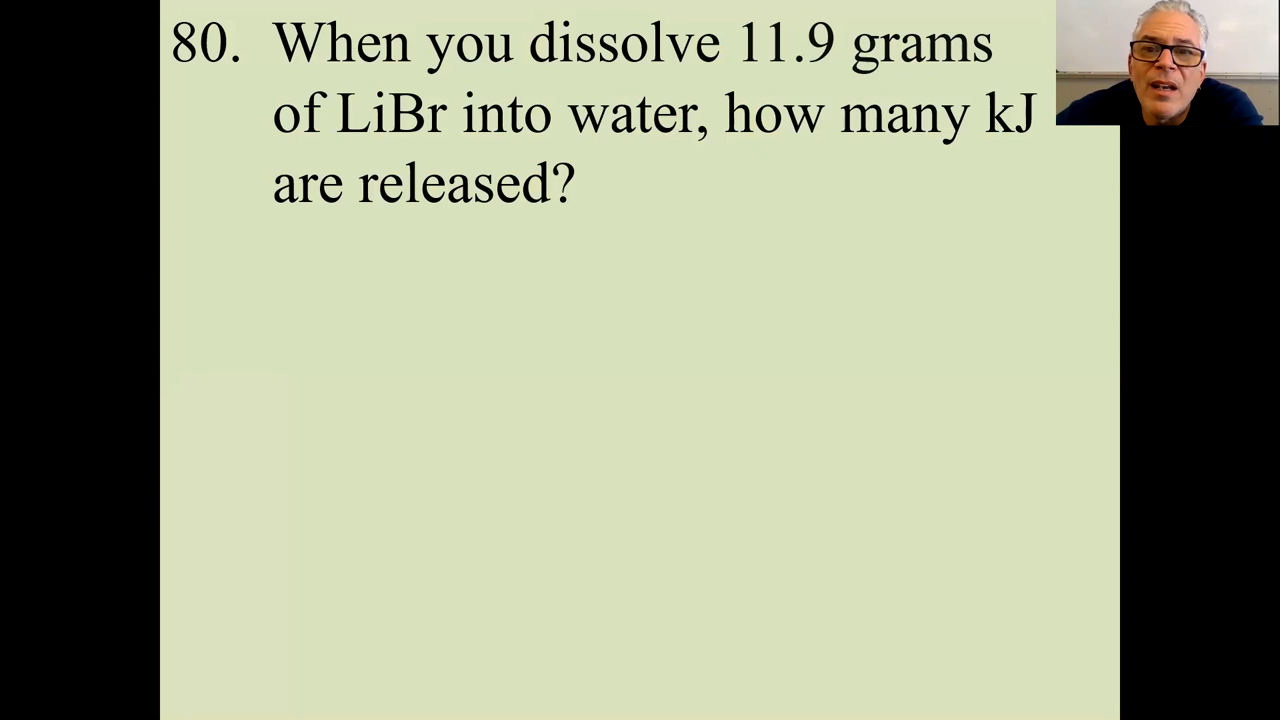 80. When you dissolve 11.9 grams
of LiBr into water, how many kJ
are released?